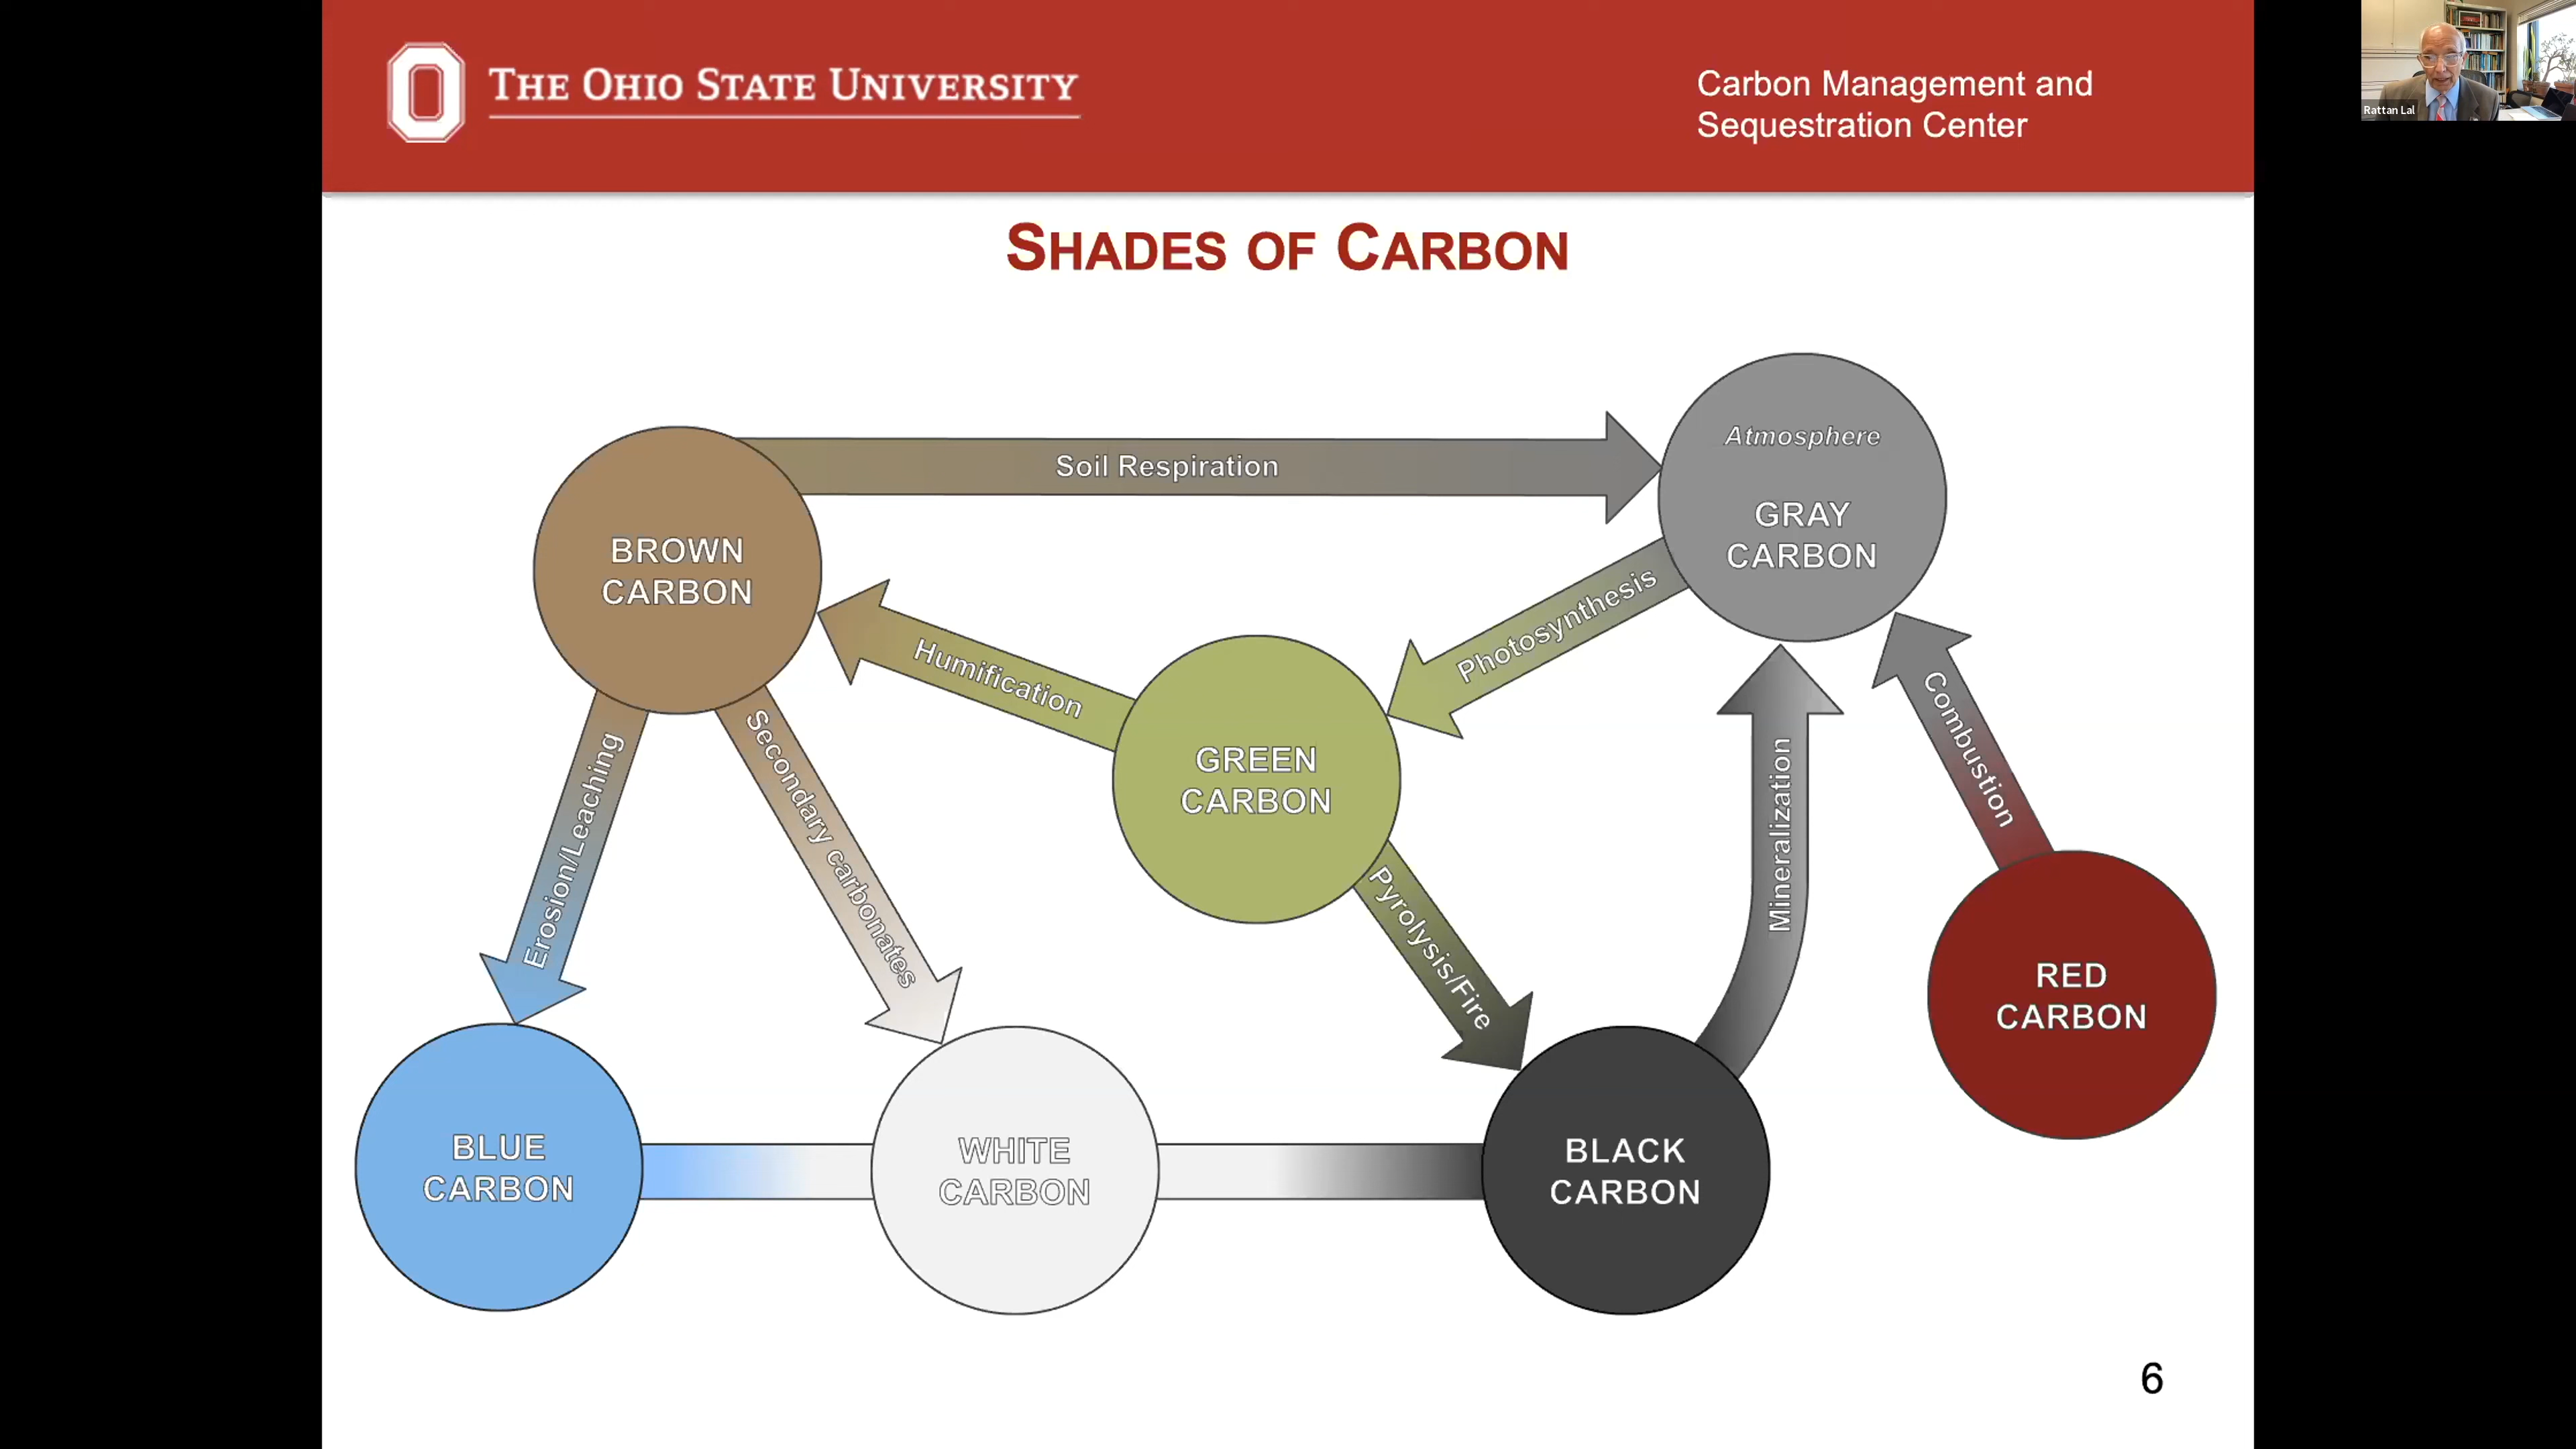 THE OHIO STATE UNIVERSITY
Carbon Management and
Sequestration Center
Rattan Lal
SHADES OF CARBON
Atmosphere
GRAY
CARBON
Soil Respiration
BROWN
CARBON
Photosynthesis
Humification
GREEN
CARBON
Combustion
Erosion/Leaching
Secondary carbonates
Pyrolysis/Fire
Mineralization
RED
CARBON
BLUE
CARBON
WHITE
CARBON
BLACK
CARBON
6